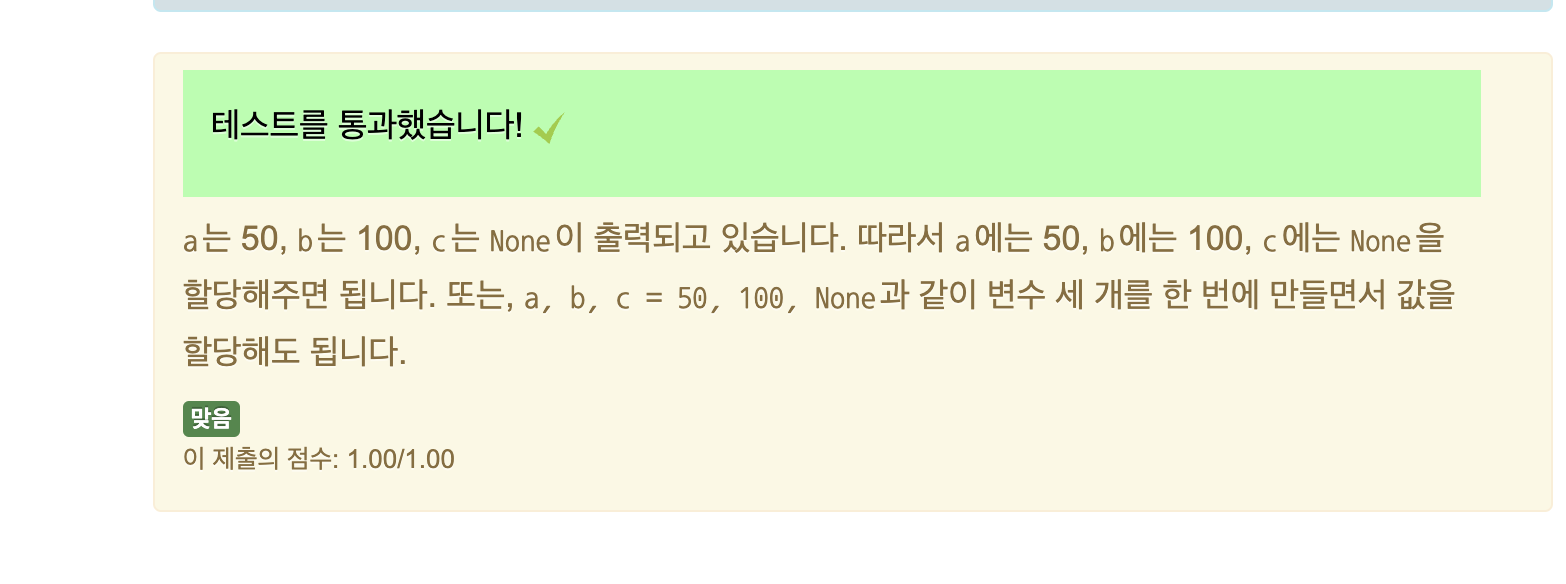 테스트를 통과했습니다!
a는 50, b는 100, c는 None이 출력되고 있습니다. 따라서 a에는 50, b에는 100, c에는 None을
할당해주면 됩니다. 또는, a, b, c = 50, 100, None과 같이 변수 세 개를 한 번에 만들면서 값을
할당해도 됩니다.
맞음
이 제출의 점수: 1.00/1.00